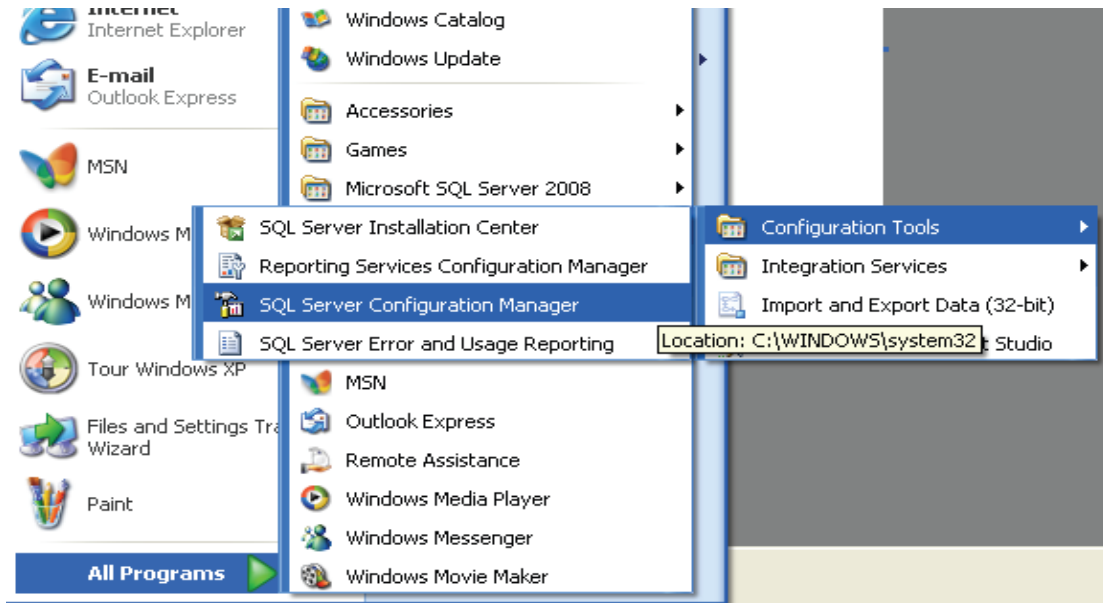 Internet
Internet Explorer
E-mail
Outlook Express
MSN
Windows M
Windows M
Tour Windows XP
Files and Settings Tra
Wizard
Paint
All Programs
Windows Catalog
Windows Update
Accessories
Games
Microsoft SQL Server 2008
MSN
Outlook Express
Remote Assistance
Windows Media Player
Windows Messenger
Windows Movie Maker
Configuration Tools
Integration Services
Import and Export Data (32-bit)
t Studio
SQL Server Installation Center
Reporting Services Configuration Manager
SQL Server Configuration Manager
SQL Server Error and Usage Reporting
Location: C:\WINDOWS\system32